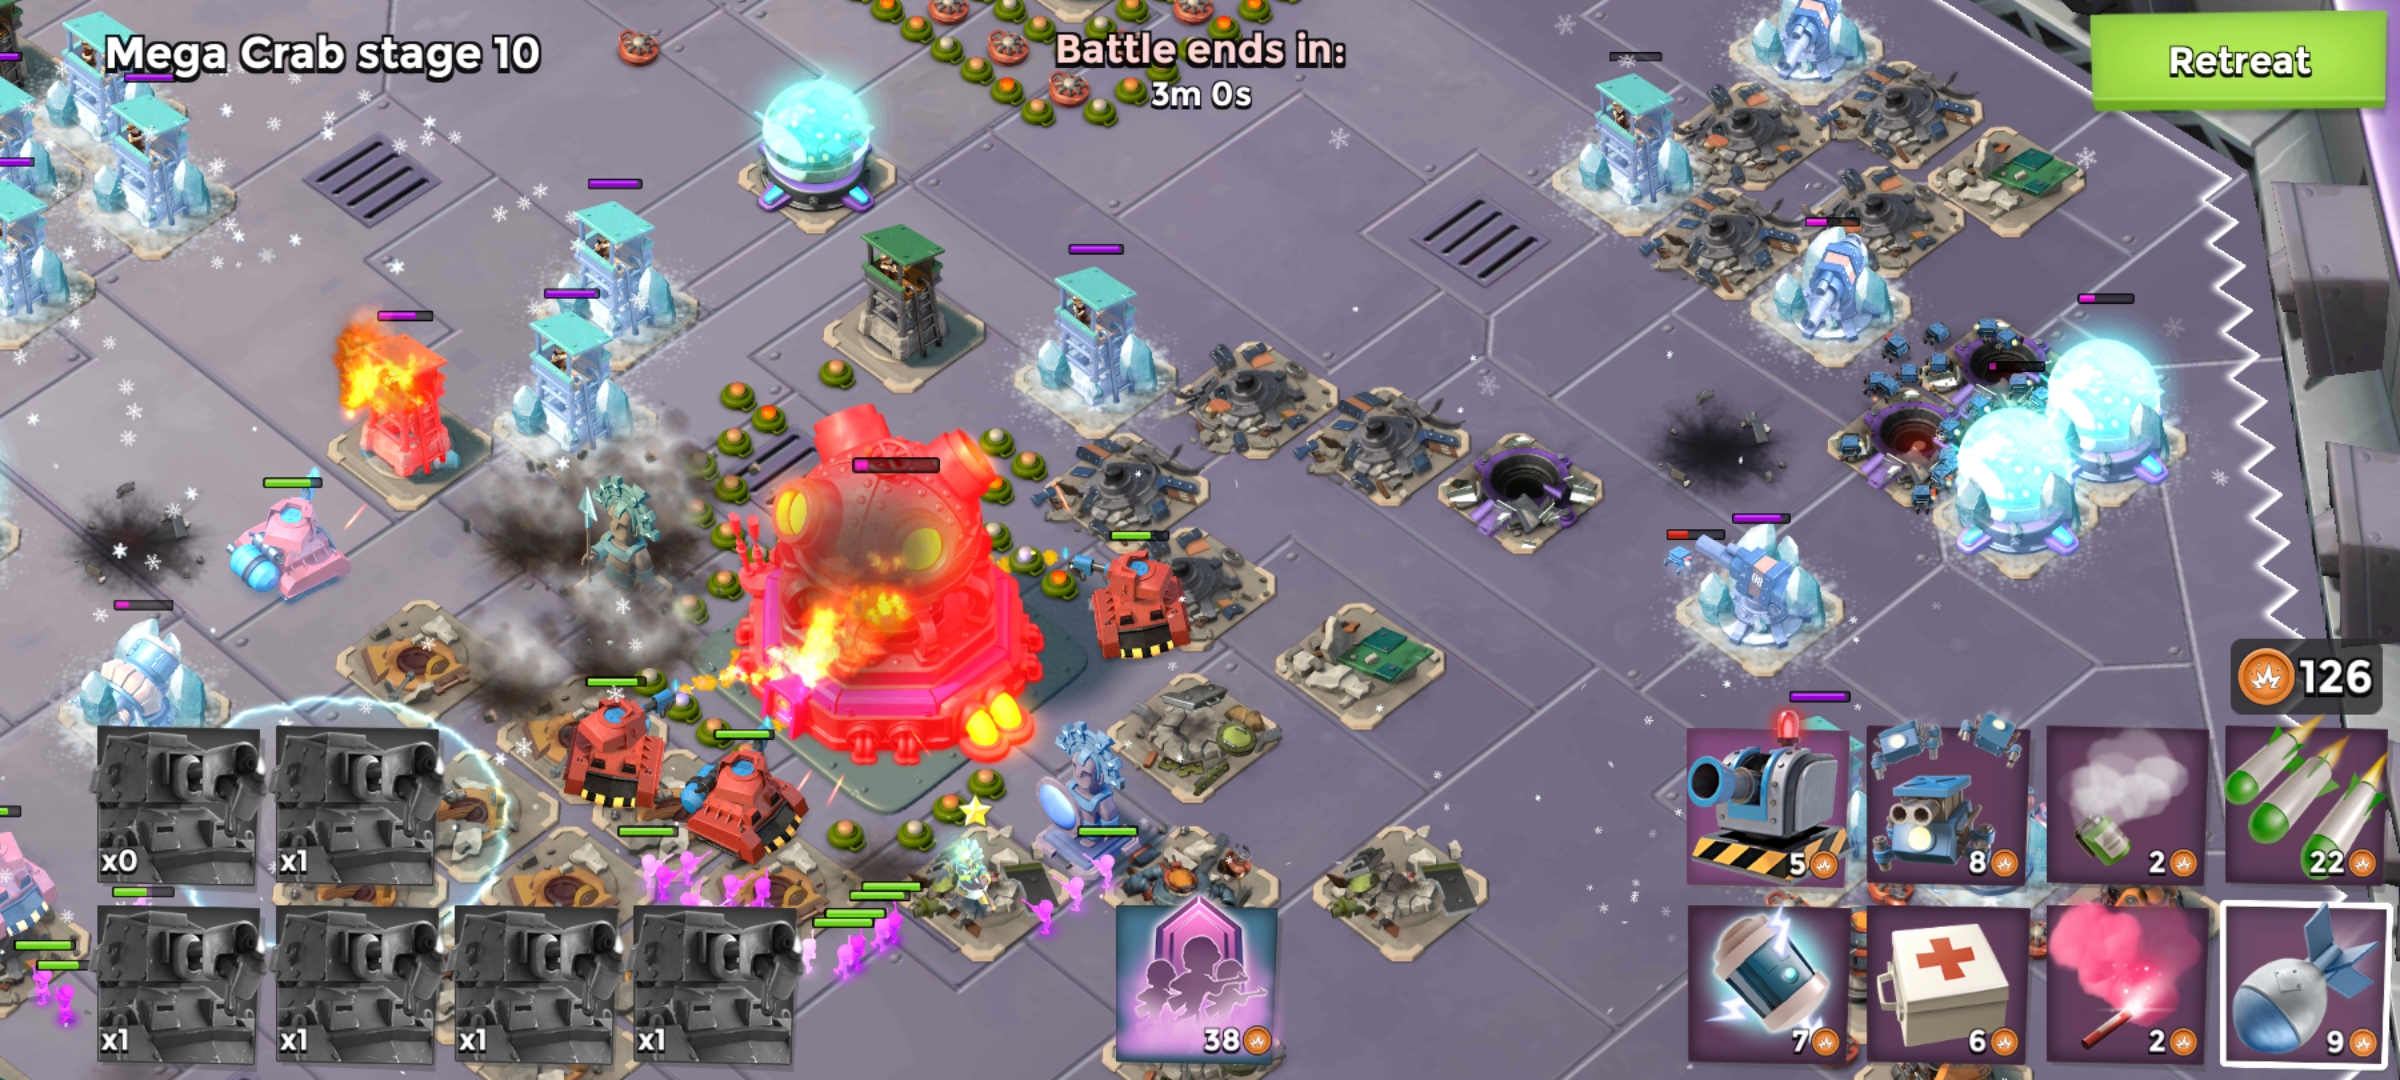 Mega Crab stage 10
Battle ends in:
3m 0s
Retreat
126
x0
x1
5
8
2
22
x1
x1
x1
x1
38
7
6
2
9